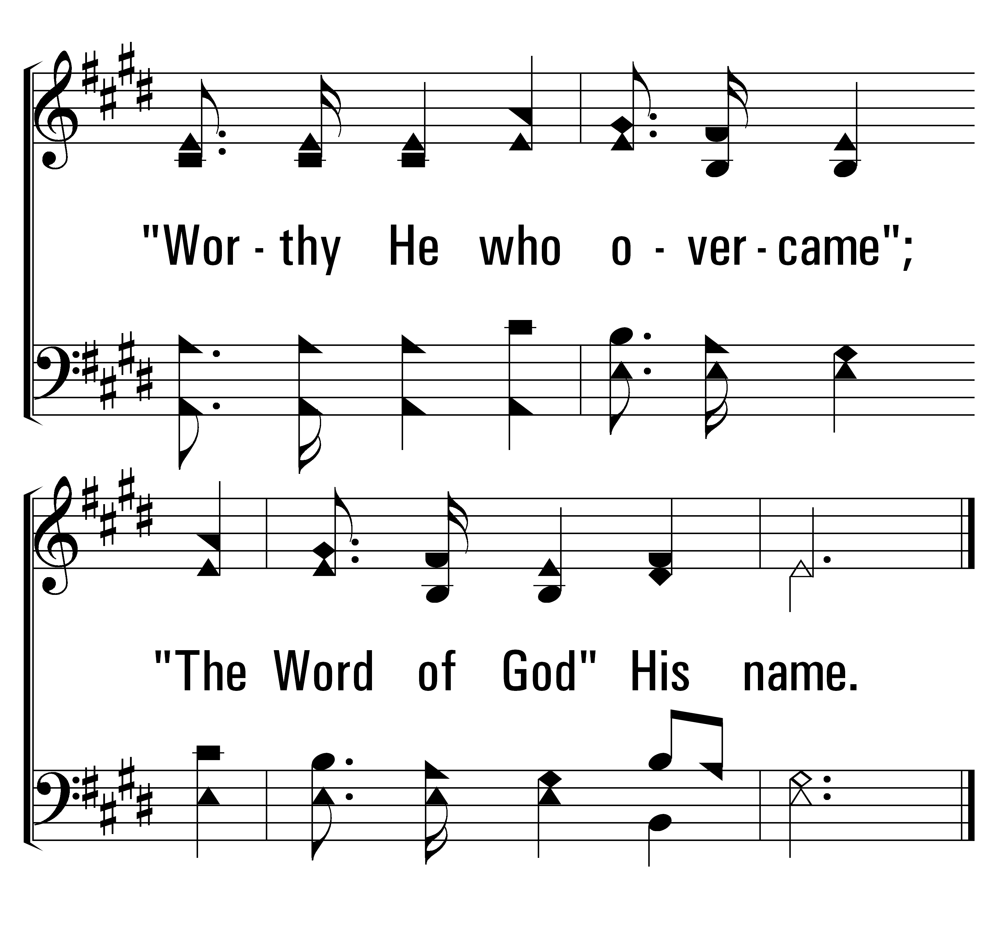 "Wor - thy He who o - ver - came";
"The Word of God" His name.